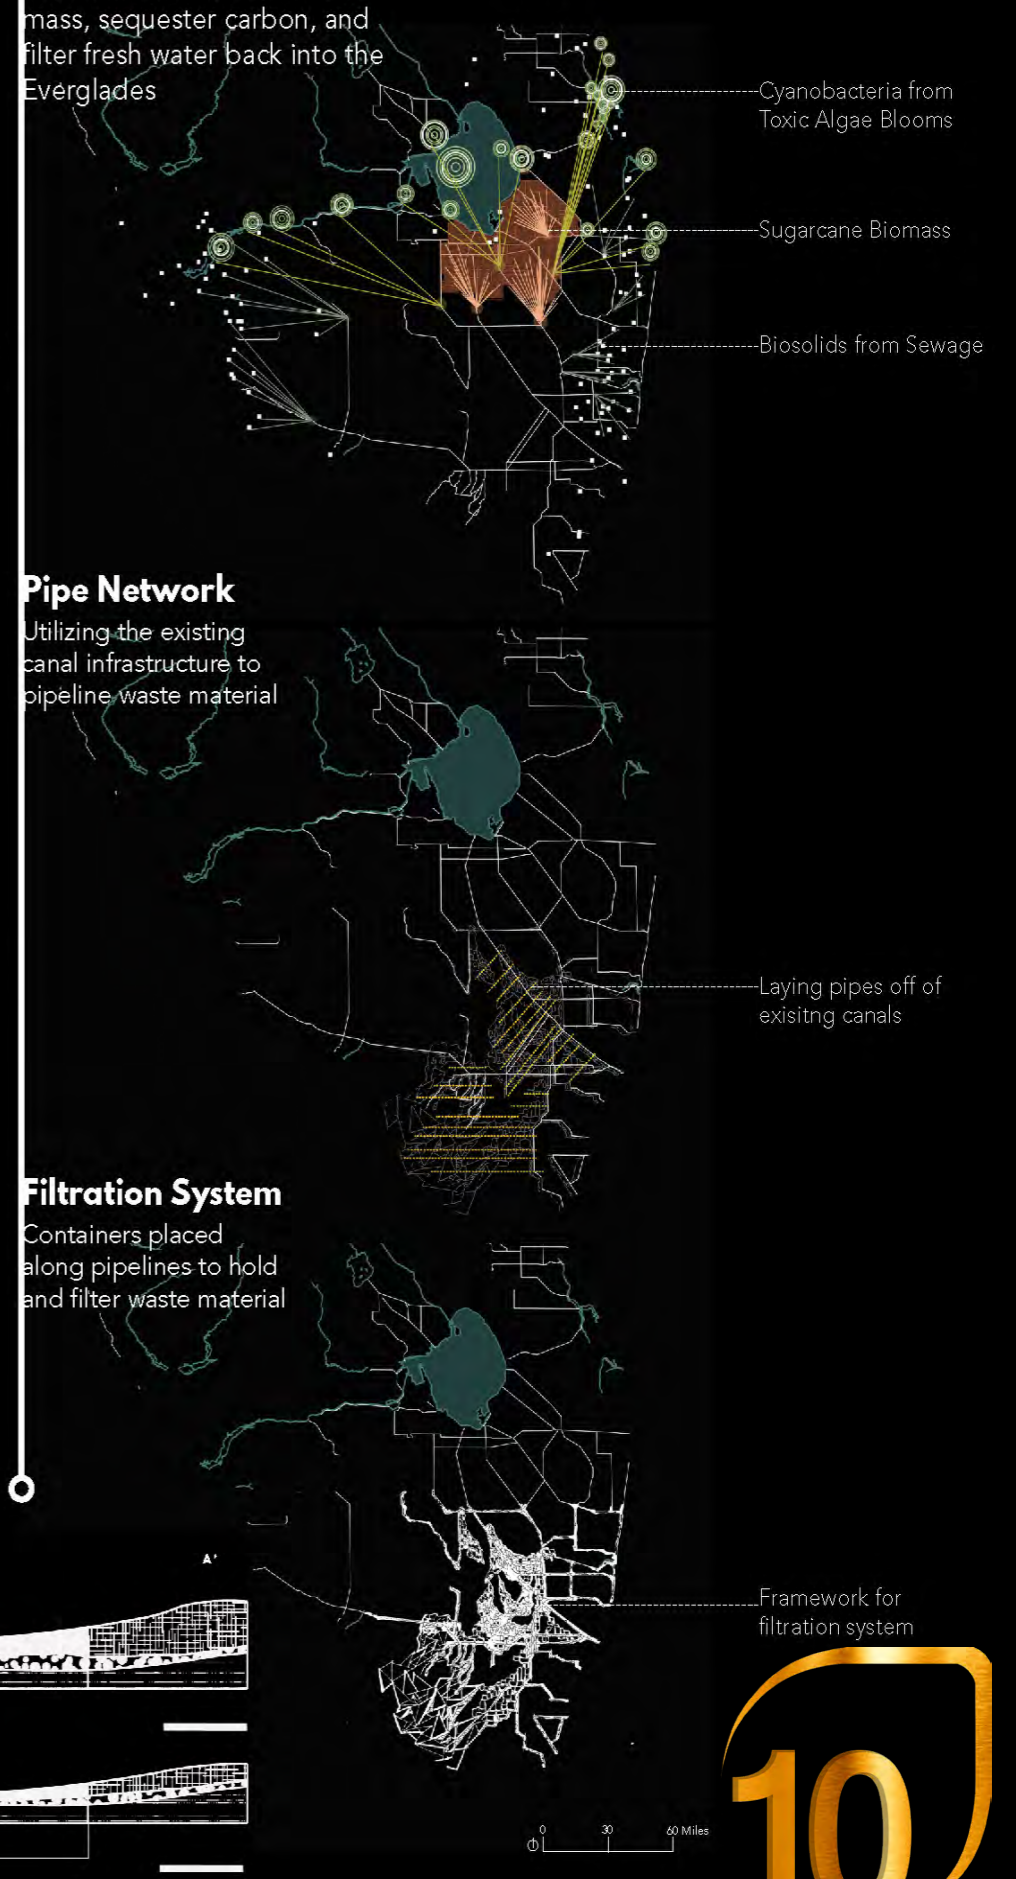 mass, sequester carbon, and
filter fresh water back into the
Everglades
Cyanobacteria from
Toxic Algae Blooms
Sugarcane Biomass
Biosolids from Sewage
Pipe Network
Utilizing the existing
canal infrastructure to
pipeline waste material
Laying pipes off of
exisitng canals
Filtration System
Containers placed
along pipelines to hold
and filter waste material
A'
Framework for
filtration system
10
0 30 60 Miles